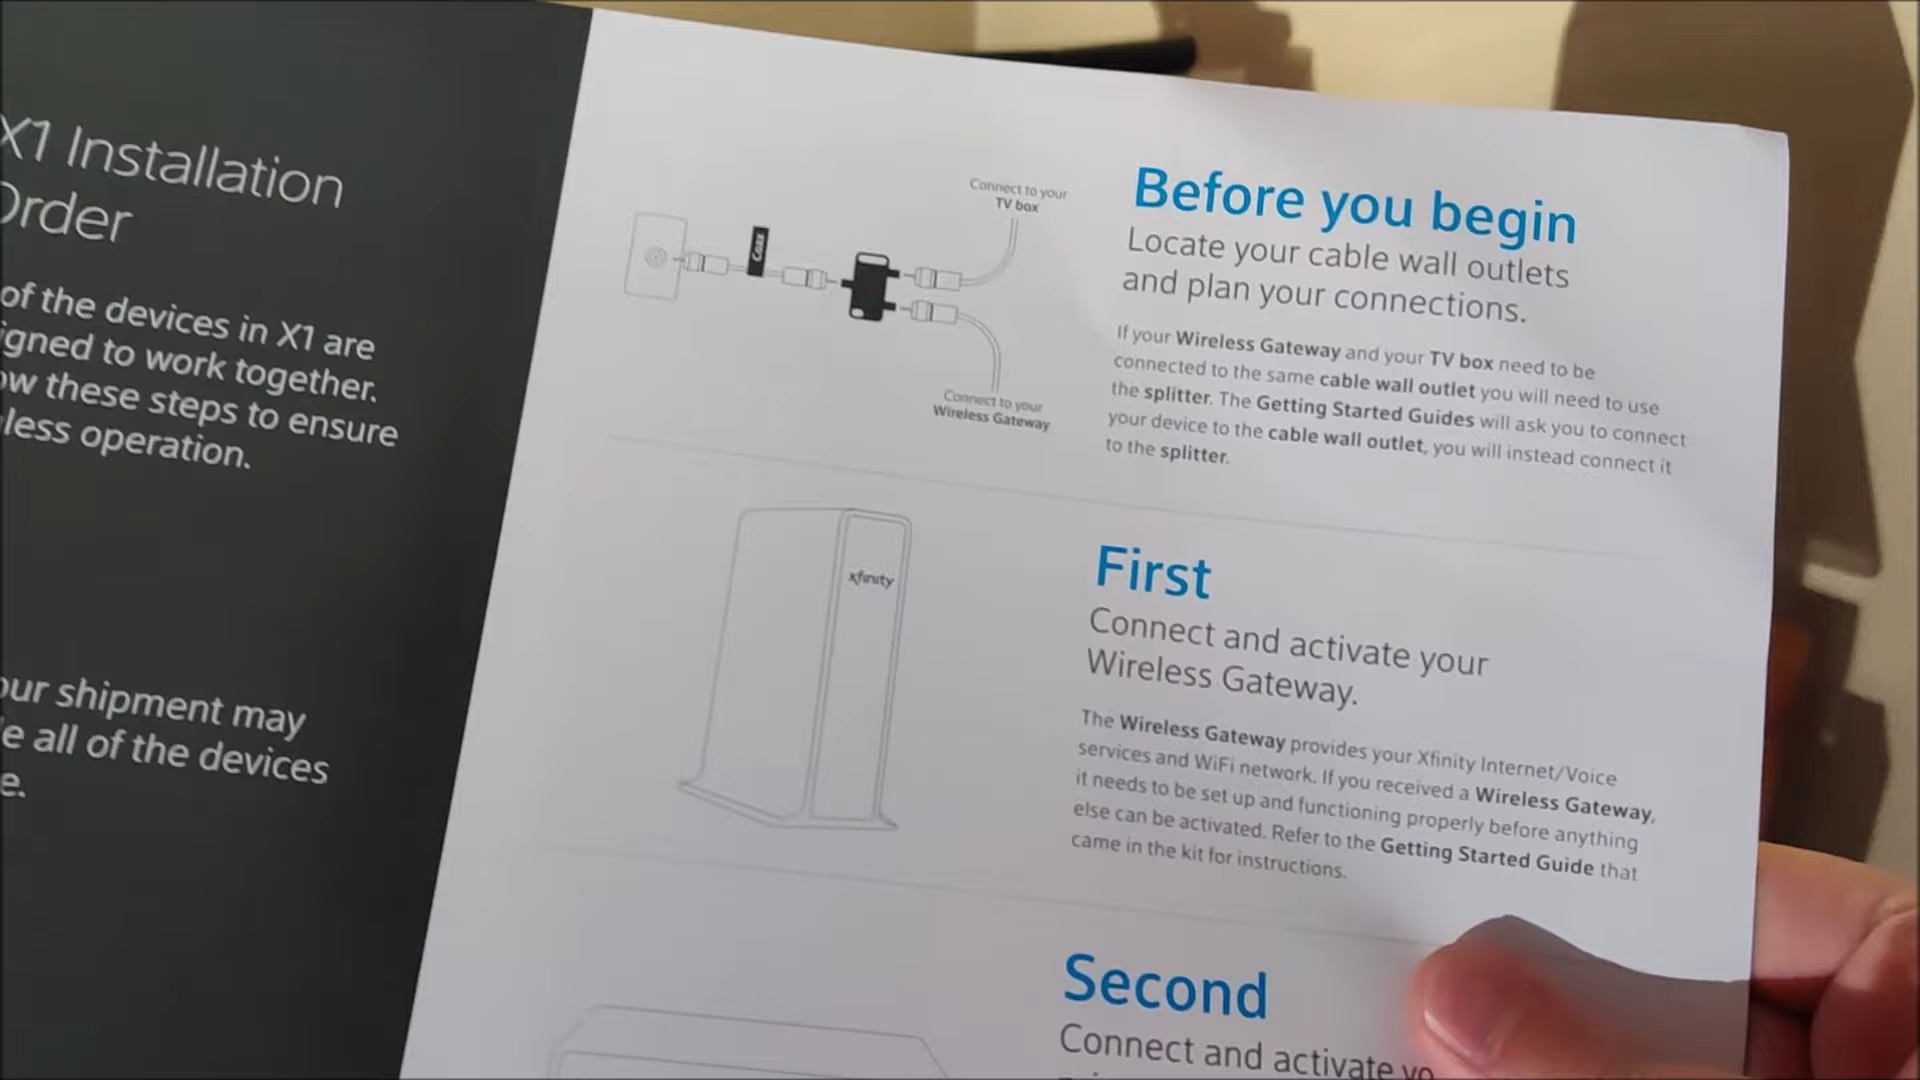 X1 Installation
Order
of the devices in X1 are
igned to work together.
ow these steps to ensure
less operation.
our shipment may
e all of the devices
e.
Connect to your
TV box
Coax
Connect to your
Wireless Gateway
Before you begin
Locate your cable wall outlets
and plan your connections.
If your Wireless Gateway and your TV box need to be
connected to the same cable wall outlet you will need to use
the splitter. The Getting Started Guides will ask you to connect
your device to the cable wall outlet, you will instead connect it
to the splitter.
xfinity
First
Connect and activate your
Wireless Gateway.
The Wireless Gateway provides your Xfinity Internet/Voice
services and WiFi network. If you received a Wireless Gateway,
it needs to be set up and functioning properly before anything
else can be activated. Refer to the Getting Started Guide that
came in the kit for instructions.
Second
Connect and activate yo